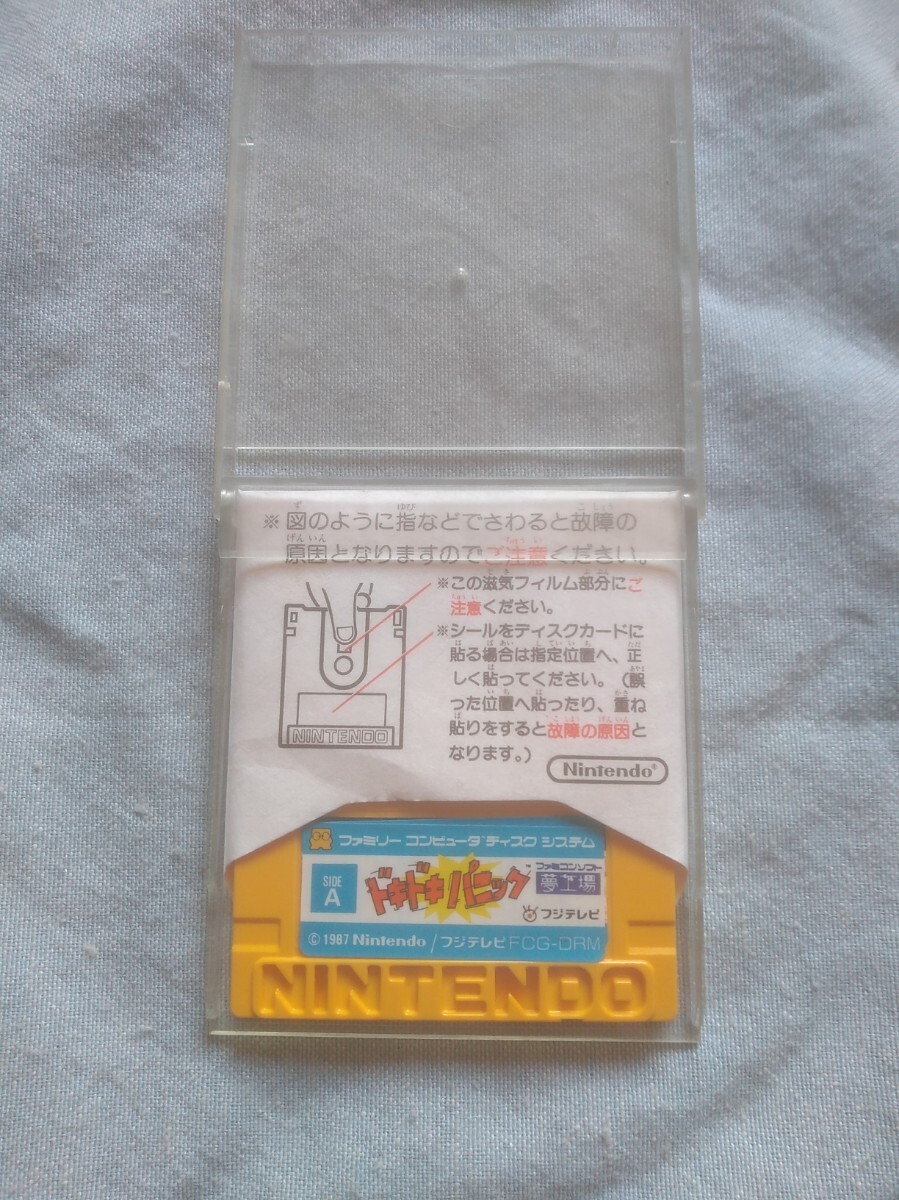 ※図のように指などでさわると故障の
原因となりますのでご注意ください。
※この滋気フィルム部分にご
注意ください。
※シールをディスクカードに
貼る場合は指定位置へ、正
しく貼ってください。(誤
った位置へ貼ったり、重ね
貼りをすると故障の原因と
なります。)
NINTENDO
Nintendo®
ファミリー コンピュータ ディスク システム
SIDE
A
ドキドキパニック
ファミコンソフト
夢工場
フジテレビ
© 1987 Nintendo/フジテレビ FCG-DRM
NINTENDO